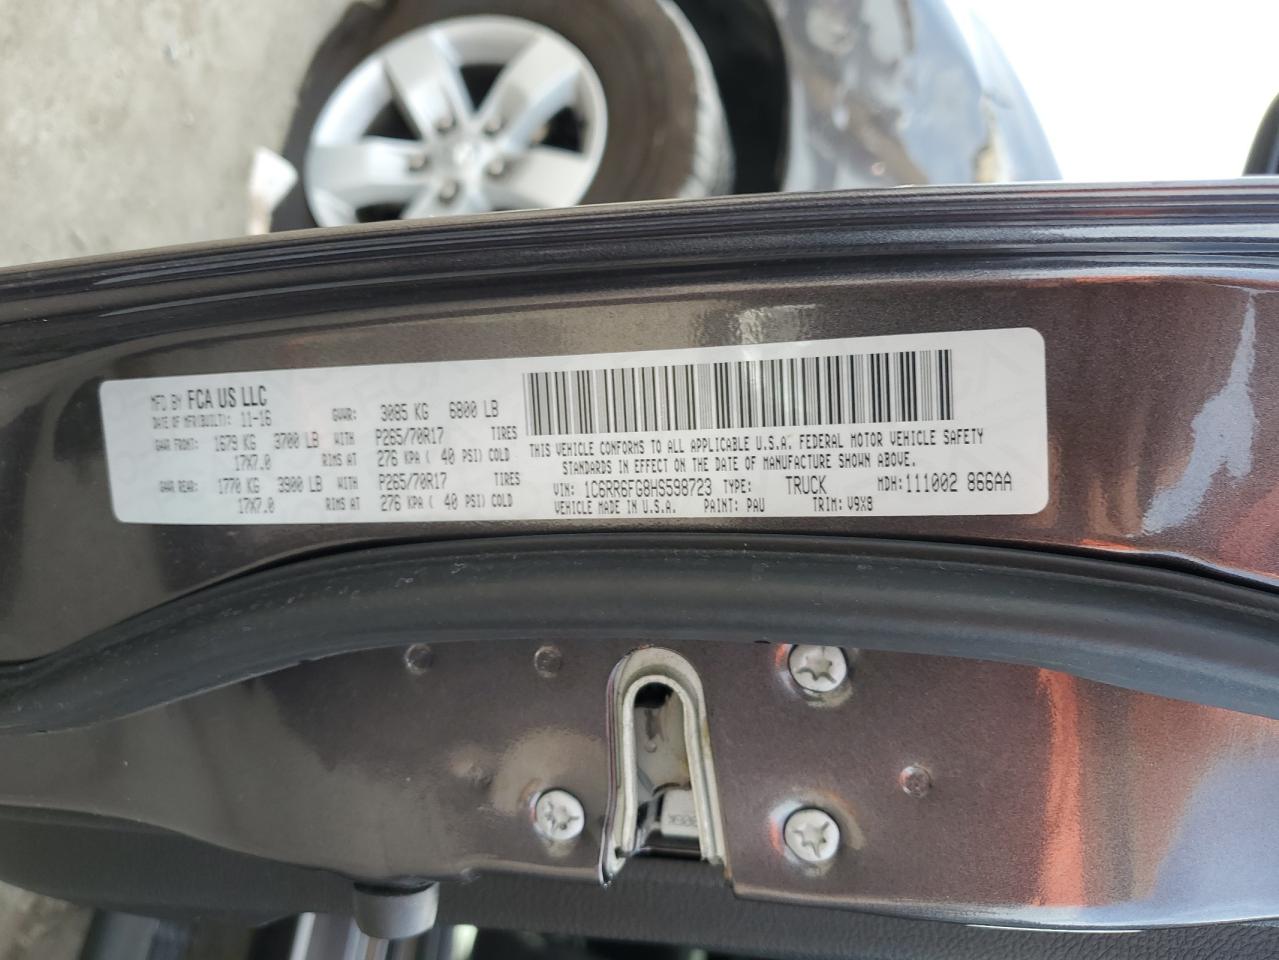 MFD BY FCA US LLC
DATE OF MFR(BUILT): 11-16 GVWR: 3085 KG 6800 LB
GAWR FRONT: 1679 KG 3700 LB WITH P265/70R17 TIRES
17X7.0 RIMS AT 276 KPA ( 40 PSI) COLD
GAWR REAR: 1770 KG 3900 LB WITH P265/70R17 TIRES
17X7.0 RIMS AT 276 KPA ( 40 PSI) COLD
THIS VEHICLE CONFORMS TO ALL APPLICABLE U.S.A. FEDERAL MOTOR VEHICLE SAFETY
STANDARDS IN EFFECT ON THE DATE OF MANUFACTURE SHOWN ABOVE.
VIN: 1C6RR6FG8HS598723 TYPE: TRUCK MDH: 111002 866AA
VEHICLE MADE IN U.S.A. PAINT: PAU TRIM: V9X8